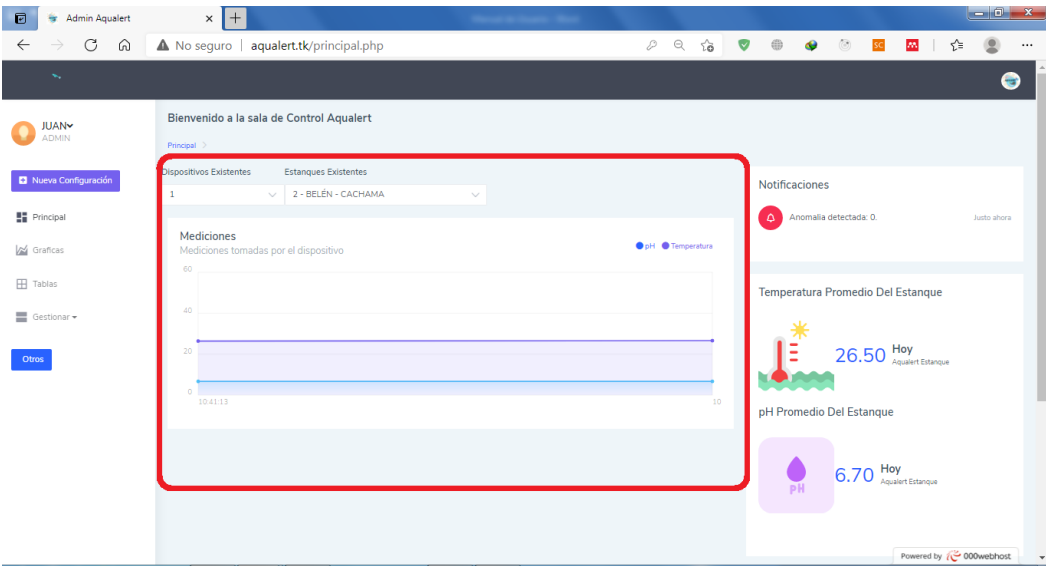 Admin Aqualert
No seguro | aqualert.tk/principal.php
JUAN
ADMIN
Nueva Configuración
Principal
Graficas
Tablas
Gestionar
Otros
Bienvenido a la sala de Control Aqualert
Principal
Dispositivos Existentes Estanques Existentes
1 2 - BELÉN - CACHAMA
Mediciones
Mediciones tomadas por el dispositivo
pH Temperatura
60
40
20
0
10:41:13 10
Notificaciones
Anomalia detectada: 0. Justo ahora
Temperatura Promedio Del Estanque
26.50 Hoy
Aqualert Estanque
pH Promedio Del Estanque
pH
6.70 Hoy
Aqualert Estanque
Powered by 000webhost